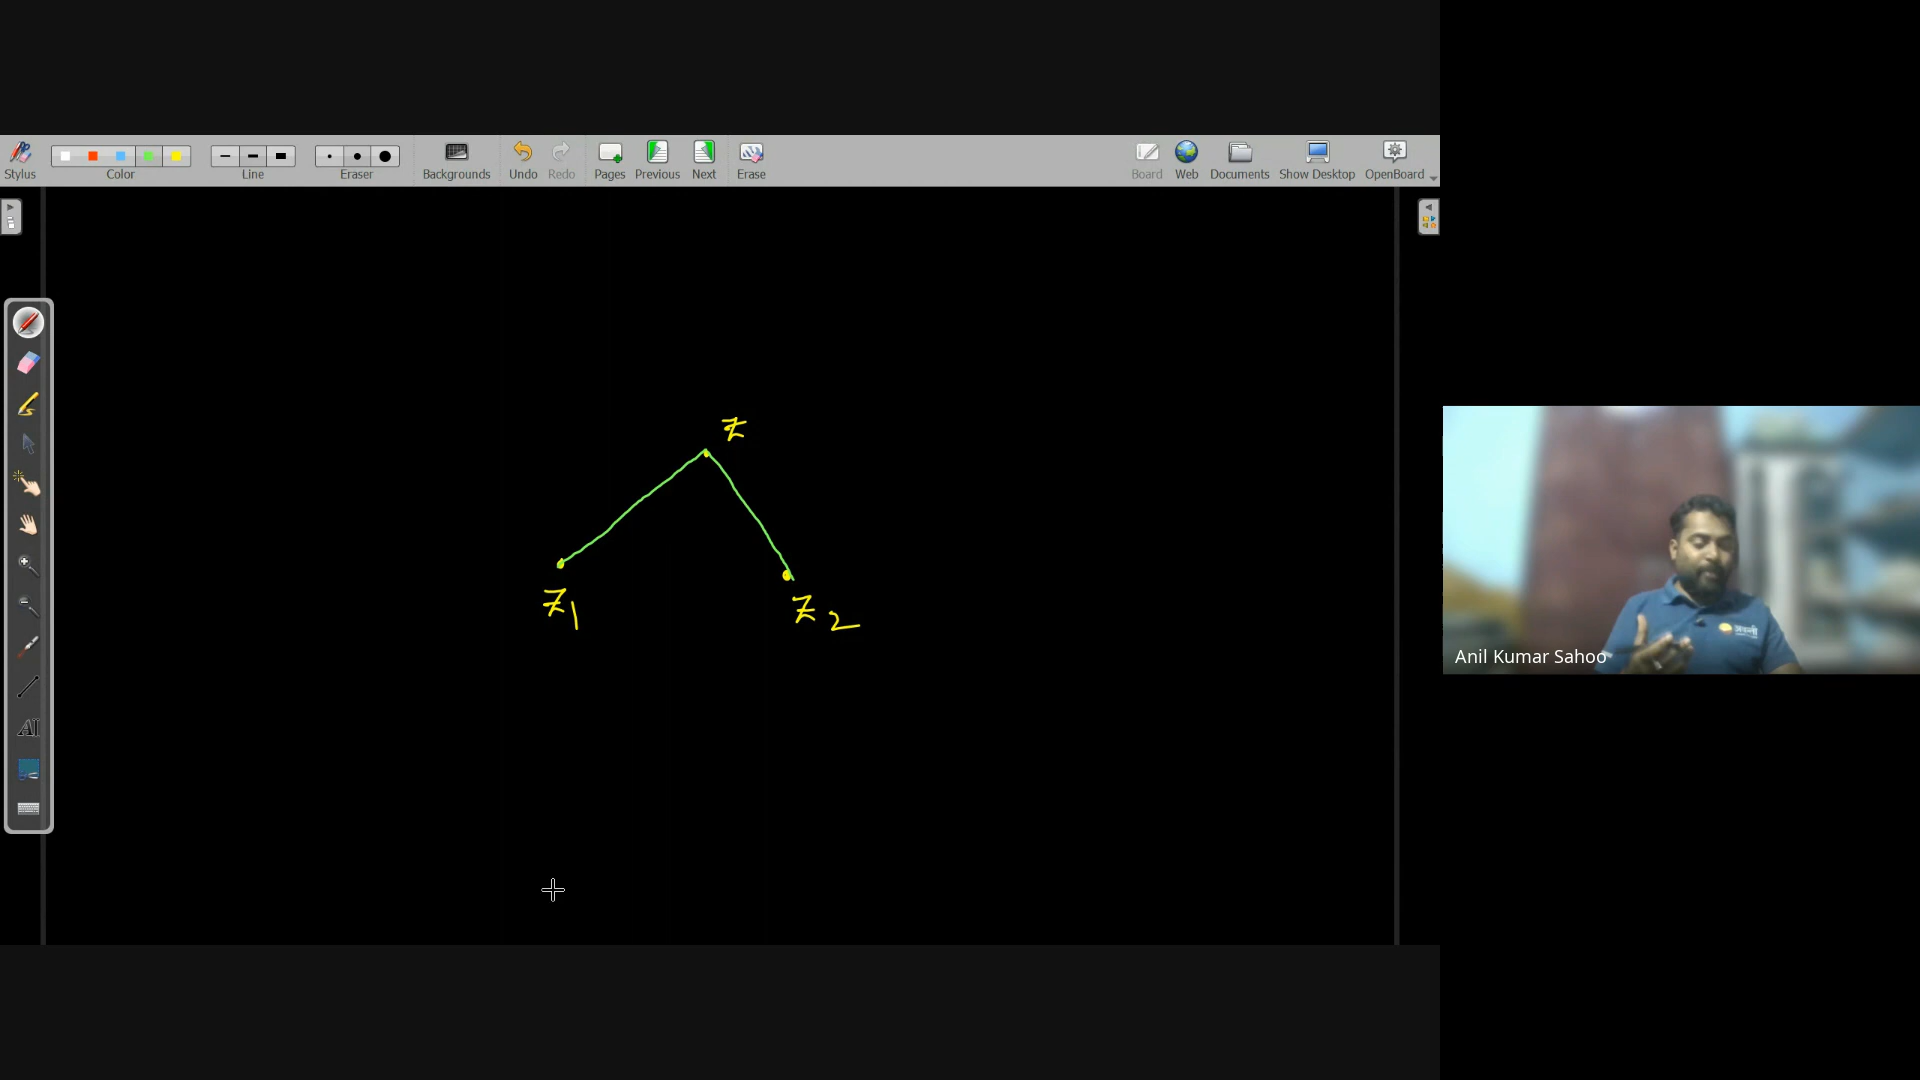 Stylus Color Line Eraser Backgrounds Undo Redo Pages Previous Next Erase Board Web Documents Show Desktop OpenBoard
z
z1
z2
AI
Anil Kumar Sahoo